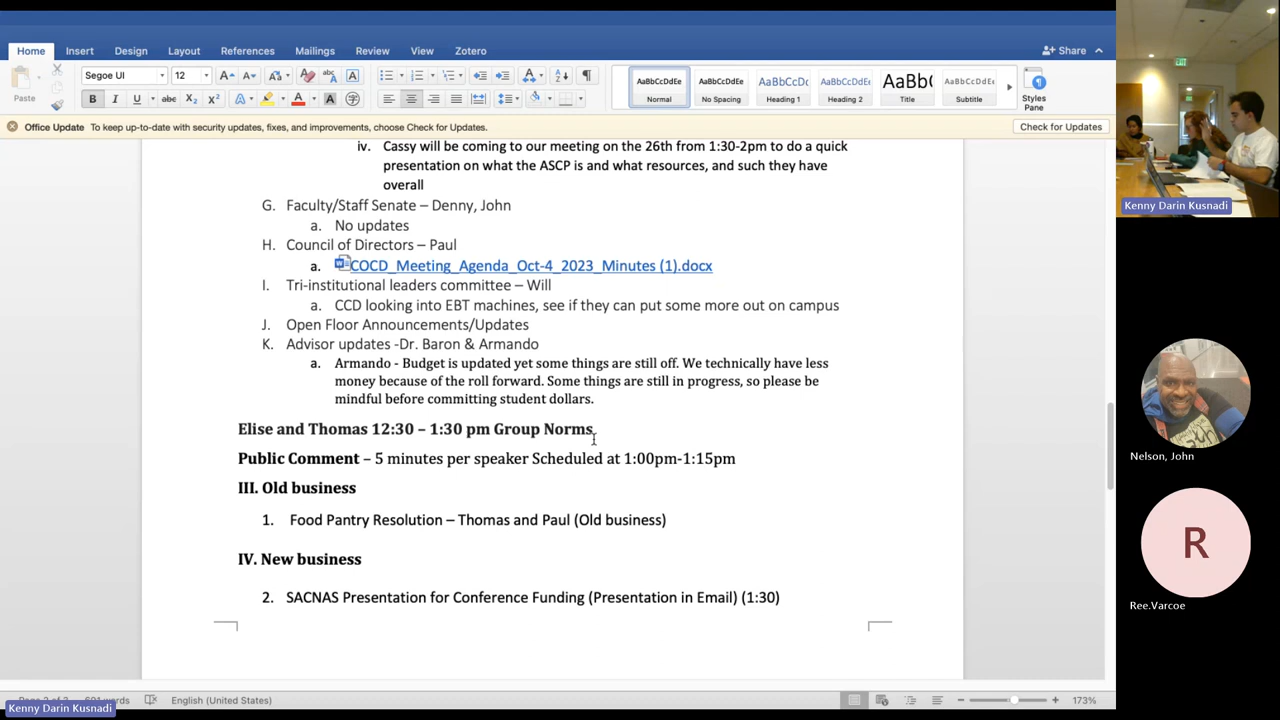 Home Insert Design Layout References Mailings Review View Zotero Share
Segoe UI 12
AaBbCcDdEe AaBbCcDdEe AaBbCcDc AaBbCcDdEe AaBb( AaBbCcDdEe
Paste Normal No Spacing Heading 1 Heading 2 Title Subtitle Styles Pane
Office Update To keep up-to-date with security updates, fixes, and improvements, choose Check for Updates. Check for Updates
iv. Cassy will be coming to our meeting on the 26th from 1:30-2pm to do a quick
presentation on what the ASCP is and what resources, and such they have
overall
G. Faculty/Staff Senate – Denny, John
a. No updates
H. Council of Directors – Paul
a. COCD_Meeting_Agenda_Oct-4_2023_Minutes (1).docx
I. Tri-institutional leaders committee – Will
a. CCD looking into EBT machines, see if they can put some more out on campus
J. Open Floor Announcements/Updates
K. Advisor updates -Dr. Baron & Armando
a. Armando - Budget is updated yet some things are still off. We technically have less
money because of the roll forward. Some things are still in progress, so please be
mindful before committing student dollars.
Elise and Thomas 12:30 – 1:30 pm Group Norms
Public Comment – 5 minutes per speaker Scheduled at 1:00pm-1:15pm
III. Old business
1. Food Pantry Resolution – Thomas and Paul (Old business)
IV. New business
2. SACNAS Presentation for Conference Funding (Presentation in Email) (1:30)
English (United States) 173%
Kenny Darin Kusnadi
Kenny Darin Kusnadi
Nelson, John
R
Ree.Varcoe